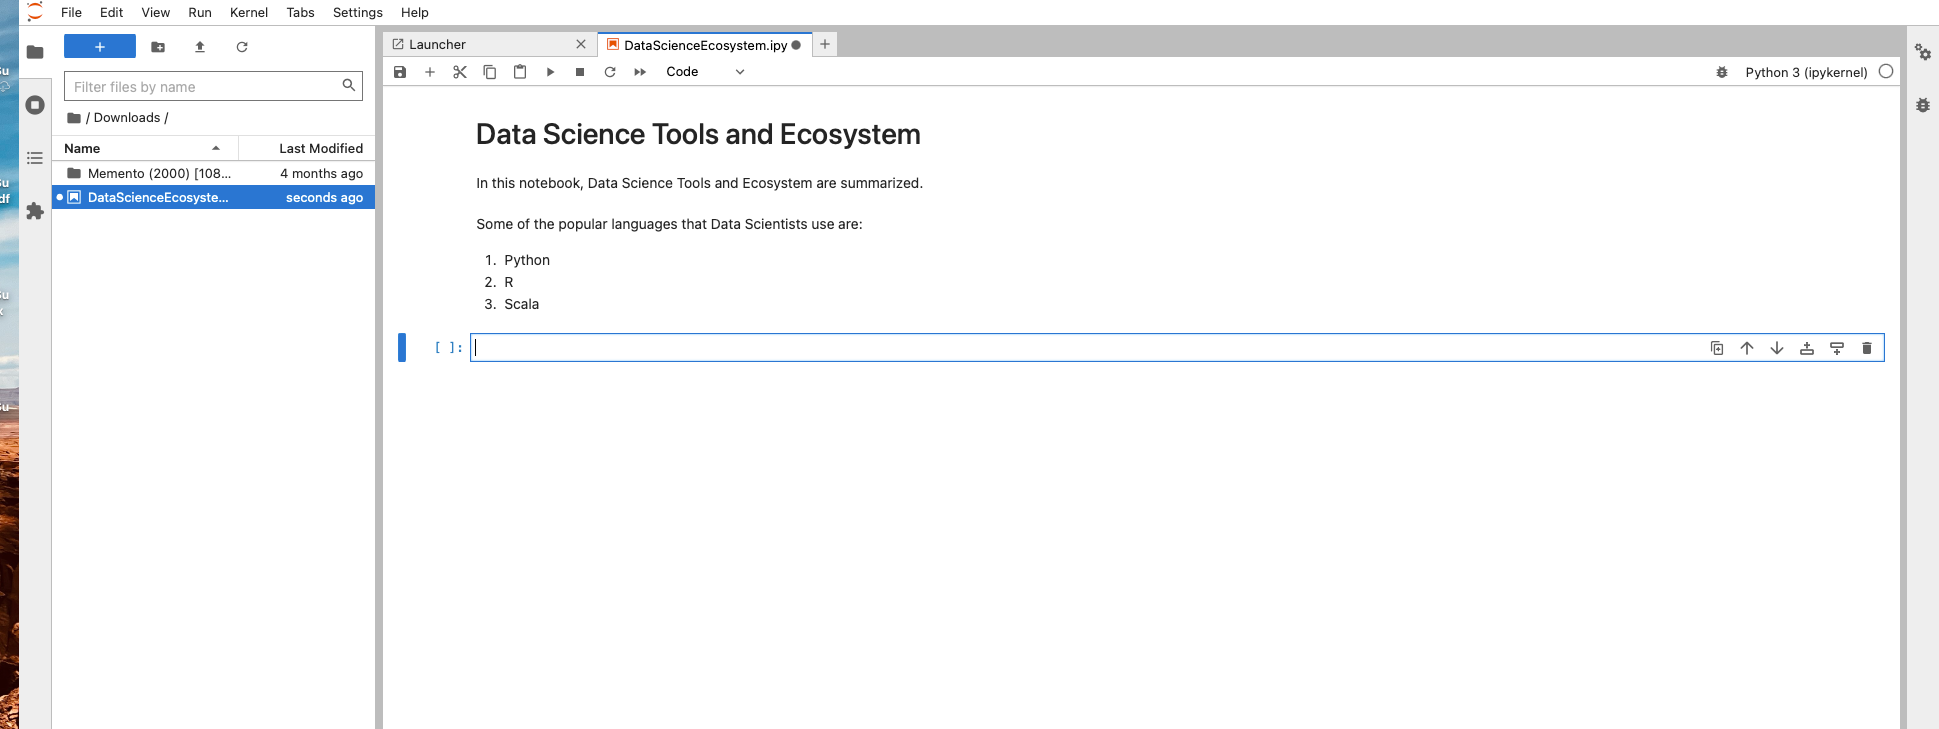 File Edit View Run Kernel Tabs Settings Help
Launcher
DataScienceEcosystem.ipy
Code
Python 3 (ipykernel)
Filter files by name
/ Downloads /
Name Last Modified
Memento (2000) [108... 4 months ago
DataScienceEcosyste... seconds ago
Data Science Tools and Ecosystem
In this notebook, Data Science Tools and Ecosystem are summarized.
Some of the popular languages that Data Scientists use are:
1. Python
2. R
3. Scala
[ ]: